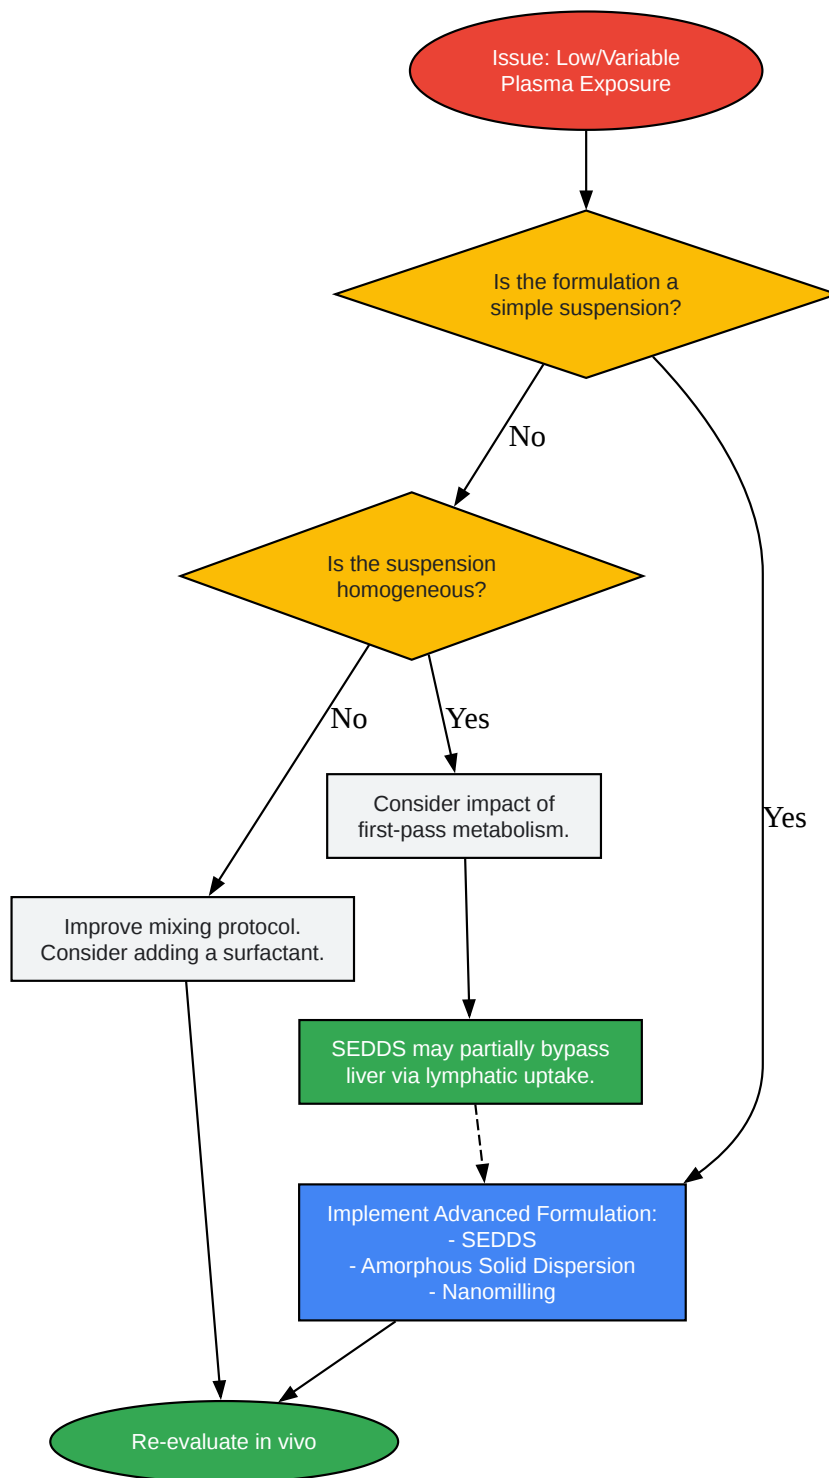 Issue: Low/Variable
Plasma Exposure
Is the formulation a
simple suspension?
No
Is the suspension
homogeneous?
No
Yes
Consider impact of
first-pass metabolism.
Yes
Improve mixing protocol.
Consider adding a surfactant.
SEDDS may partially bypass
liver via lymphatic uptake.
Implement Advanced Formulation:
- SEDDS
- Amorphous Solid Dispersion
- Nanomilling
Re-evaluate in vivo